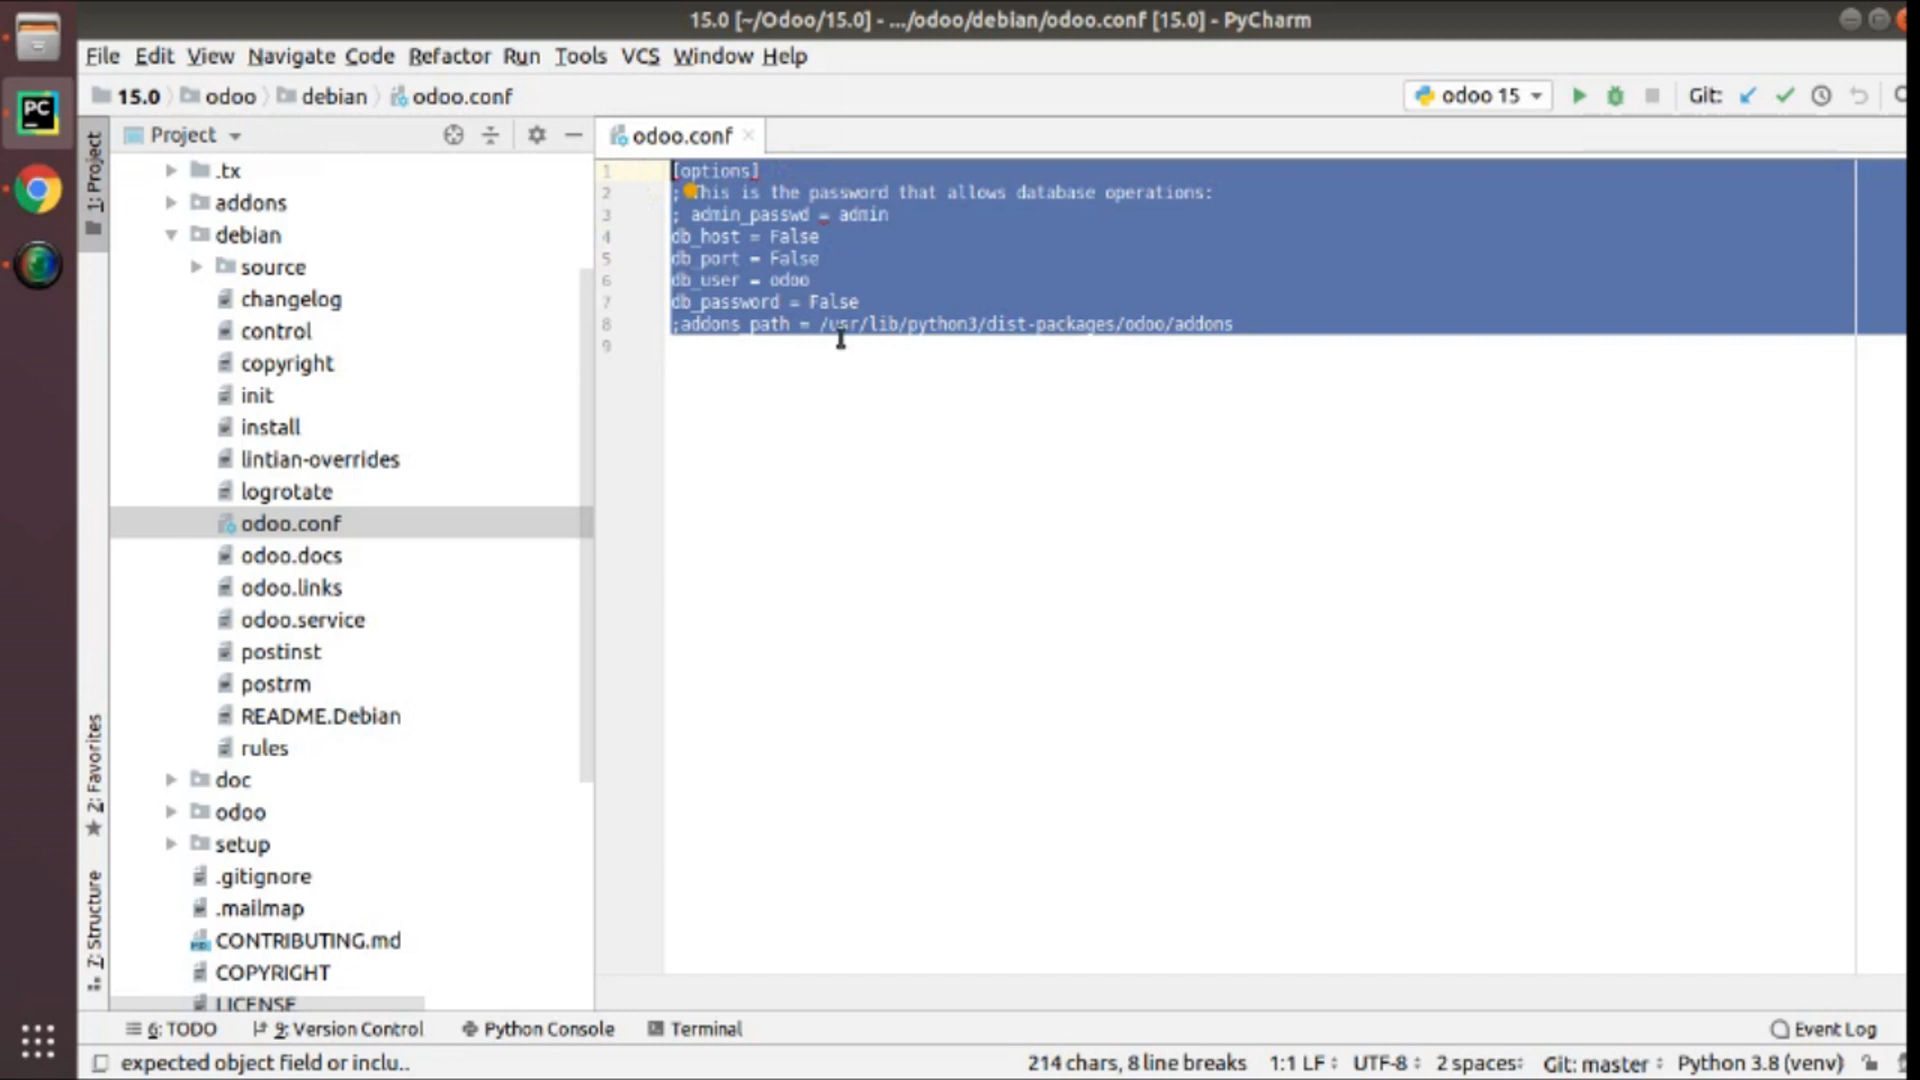 15.0 [~/Odoo/15.0] - .../odoo/debian/odoo.conf [15.0] - PyCharm
File Edit View Navigate Code Refactor Run Tools VCS Window Help
15.0 odoo debian odoo.conf
odoo 15
Git:
Project
odoo.conf
1: Project
2: Favorites
7: Structure
PC
.tx
addons
debian
source
changelog
control
copyright
init
install
lintian-overrides
logrotate
odoo.conf
odoo.docs
odoo.links
odoo.service
postinst
postrm
README.Debian
rules
doc
odoo
setup
.gitignore
.mailmap
CONTRIBUTING.md
COPYRIGHT
LICENSE
1 [options]
2 ; This is the password that allows database operations:
3 ; admin_passwd = admin
4 db_host = False
5 db_port = False
6 db_user = odoo
7 db_password = False
8 ;addons_path = /usr/lib/python3/dist-packages/odoo/addons
9
6: TODO 9: Version Control Python Console Terminal Event Log
expected object field or inclu.. 214 chars, 8 line breaks 1:1 LF UTF-8 2 spaces Git: master Python 3.8 (venv)